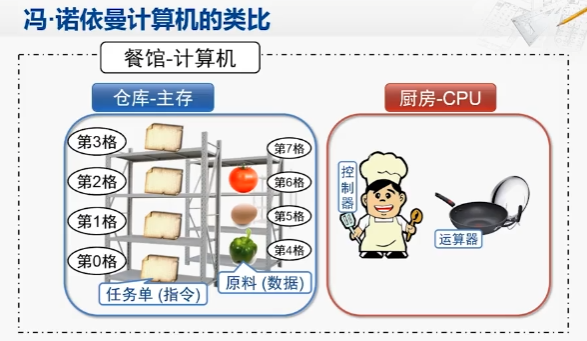 冯·诺依曼计算机的类比
餐馆-计算机
仓库-主存
厨房-CPU
第3格
第2格
第1格
第0格
第7格
第6格
第5格
第4格
任务单 (指令)
原料 (数据)
控制器
运算器